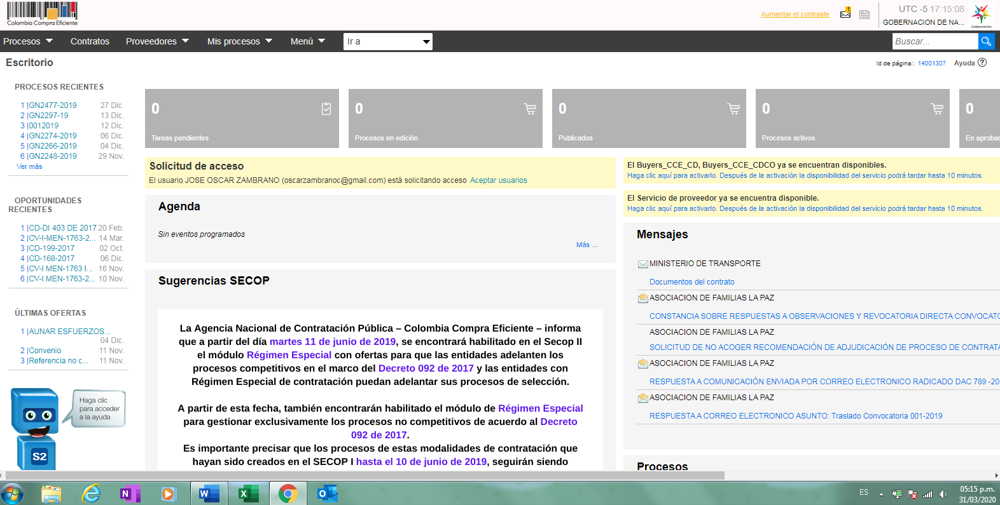 Colombia Compra Eficiente
Aumentar el contraste
1
UTC -5 17:15:08
GOBERNACION DE NA...
Gobernación
Procesos
Contratos
Proveedores
Mis procesos
Menú
Ir a
Buscar...
Escritorio
Id de página:: 14001307 Ayuda ?
PROCESOS RECIENTES
1 |GN2477-2019 27 Dic.
2 |GN2297-19 13 Dic.
3 |0012019 12 Dic.
4 |GN2274-2019 06 Dic.
5 |GN2266-2019 04 Dic.
6 |GN2248-2019 29 Nov.
Ver más
OPORTUNIDADES
RECIENTES
1 |CD-DI 403 DE 2017 20 Feb.
2 |CV-I-MEN-1763-2... 14 Mar.
3 |CD-199-2017 02 Oct.
4 |CD-168-2017 06 Dic.
5 |CV-I MEN-1763 I... 16 Nov.
6 |CV-I MEN-1763-2... 10 Nov.
ÚLTIMAS OFERTAS
1 |AUNAR ESFUERZOS...
04 Dic.
2 |Convenio 11 Nov.
3 |Referencia no c... 11 Nov.
Haga clic
para acceder
a la ayuda
S2
0
Tareas pendientes
0
Procesos en edición
0
Publicados
0
Procesos activos
0
En aprobac
Solicitud de acceso
El usuario JOSE OSCAR ZAMBRANO (oscarzambranoc@gmail.com) está solicitando acceso Aceptar usuarios
Agenda
Sin eventos programados
Más ...
Sugerencias SECOP
La Agencia Nacional de Contratación Pública – Colombia Compra Eficiente – informa
que a partir del día martes 11 de junio de 2019, se encontrará habilitado en el Secop II
el módulo Régimen Especial con ofertas para que las entidades adelanten los
procesos competitivos en el marco del Decreto 092 de 2017 y las entidades con
Régimen Especial de contratación puedan adelantar sus procesos de selección.
A partir de esta fecha, también encontrarán habilitado el módulo de Régimen Especial
para gestionar exclusivamente los procesos no competitivos de acuerdo al Decreto
092 de 2017.
Es importante precisar que los procesos de estas modalidades de contratación que
hayan sido creados en el SECOP I hasta el 10 de junio de 2019, seguirán siendo
El Buyers_CCE_CD, Buyers_CCE_CDCO ya se encuentran disponibles.
Haga clic aquí para activarlo. Después de la activación la disponibilidad del servicio podrá tardar hasta 10 minutos.
El Servicio de proveedor ya se encuentra disponible.
Haga clic aquí para activarlo. Después de la activación la disponibilidad del servicio podrá tardar hasta 10 minutos.
Mensajes
MINISTERIO DE TRANSPORTE
Documentos del contrato
ASOCIACION DE FAMILIAS LA PAZ
CONSTANCIA SOBRE RESPUESTAS A OBSERVACIONES Y REVOCATORIA DIRECTA CONVOCATO
ASOCIACION DE FAMILIAS LA PAZ
SOLICITUD DE NO ACOGER RECOMENDACIÓN DE ADJUDICACIÓN DE PROCESO DE CONTRATA
ASOCIACION DE FAMILIAS LA PAZ
RESPUESTA A COMUNICACIÓN ENVIADA POR CORREO ELECTRONICO RADICADO DAC 789 -20
ASOCIACION DE FAMILIAS LA PAZ
RESPUESTA A CORREO ELECTRONICO ASUNTO: Traslado Convocatoria 001-2019
Procesos
ES
05:15 p.m.
31/03/2020